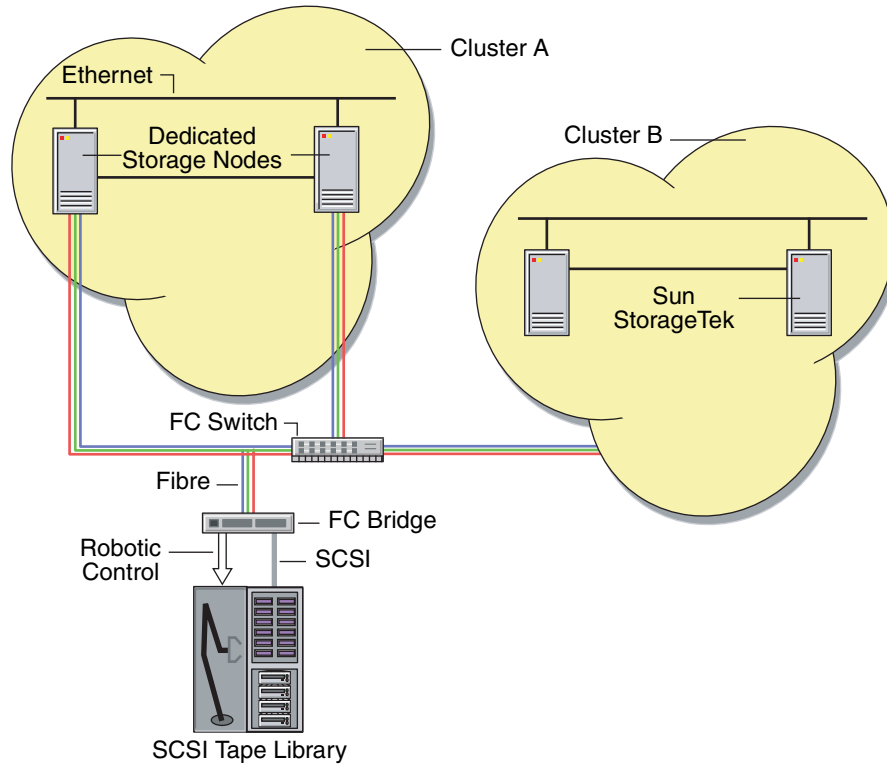 Cluster A
Ethernet
Dedicated
Storage Nodes
Cluster B
Sun
StorageTek
FC Switch
Fibre
FC Bridge
Robotic
Control
SCSI
SCSI Tape Library